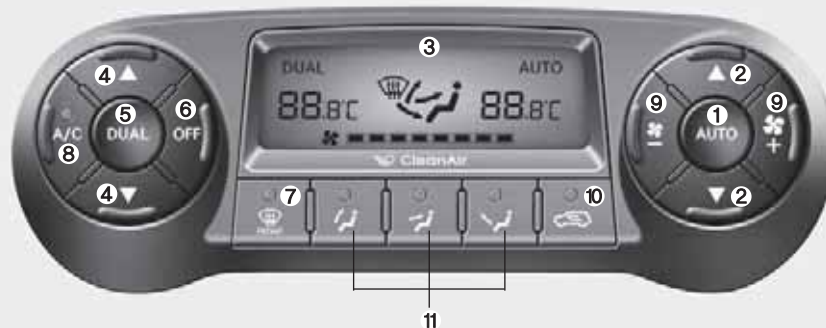 ③
DUAL AUTO
88.8°C 88.8°C
CleanAir
④ ⑤ DUAL ⑥ OFF A/C ⑧ ④
② ① AUTO ⑨ − ⑨ + ②
⑦ FRONT ⑩
⑪